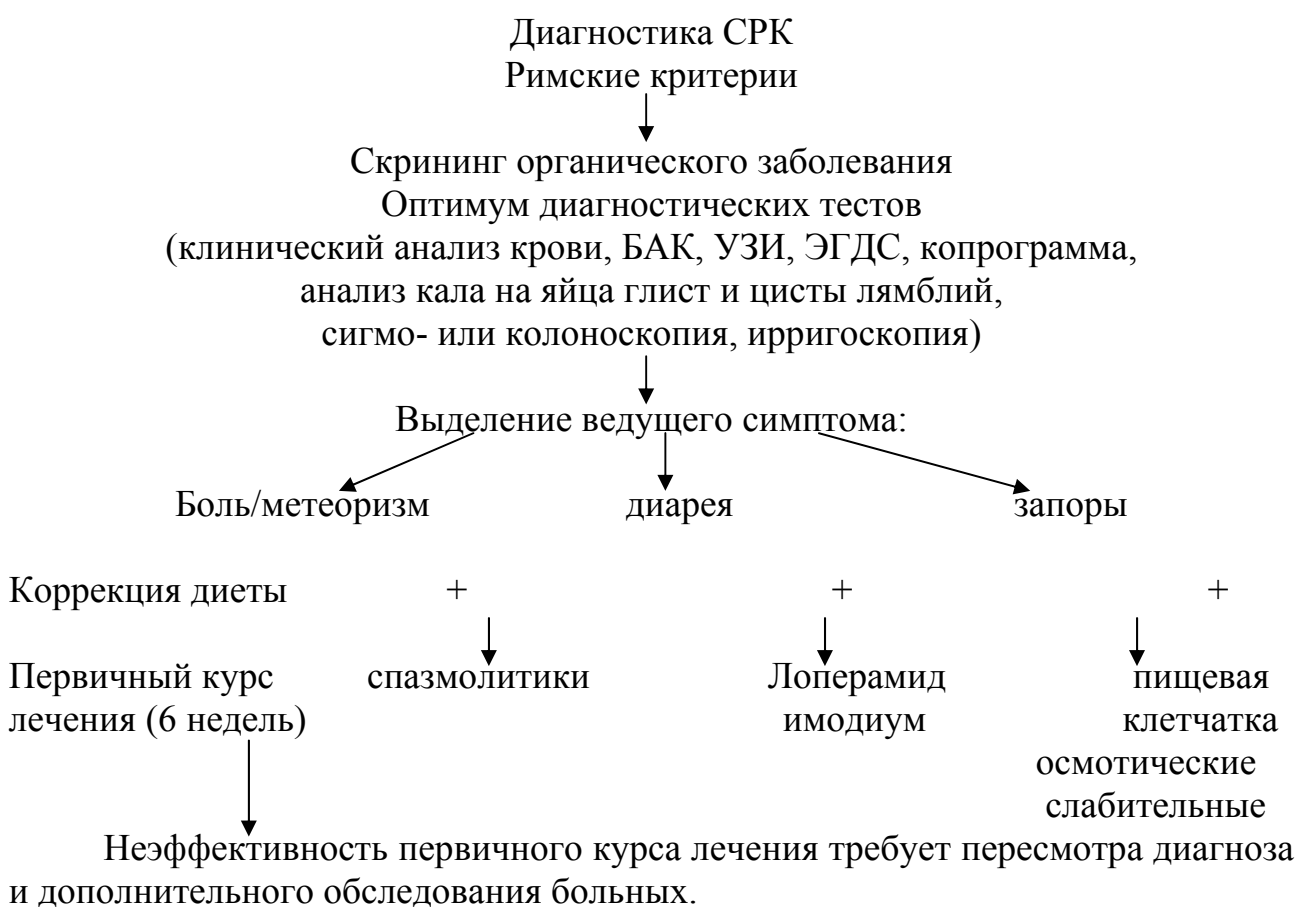 Диагностика СРК
Римские критерии
Скрининг органического заболевания
Оптимум диагностических тестов
(клинический анализ крови, БАК, УЗИ, ЭГДС, копрограмма,
анализ кала на яйца глист и цисты лямблий,
сигмо- или колоноскопия, ирригоскопия)
Выделение ведущего симптома:
Боль/метеоризм диарея запоры
Коррекция диеты + + +
Первичный курс спазмолитики Лоперамид пищевая
лечения (6 недель) имодиум клетчатка
осмотические
слабительные
Неэффективность первичного курса лечения требует пересмотра диагноза
и дополнительного обследования больных.